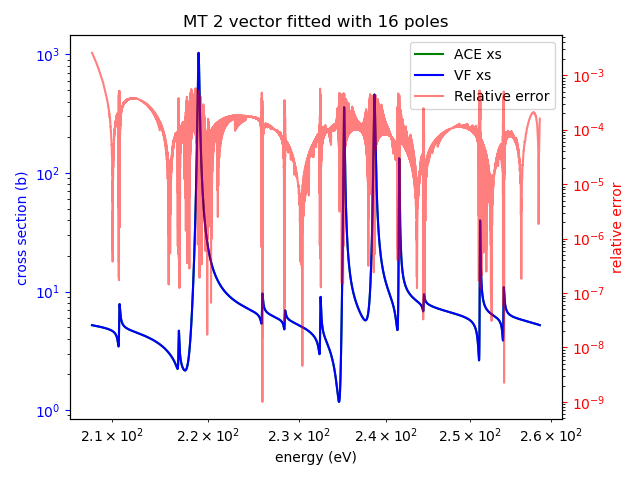 MT 2 vector fitted with 16 poles
ACE xs
VF xs
Relative error
10³
10²
10¹
10⁰
cross section (b)
10⁻³
10⁻⁴
10⁻⁵
10⁻⁶
10⁻⁷
10⁻⁸
10⁻⁹
relative error
2.1 × 10² 2.2 × 10² 2.3 × 10² 2.4 × 10² 2.5 × 10² 2.6 × 10²
energy (eV)